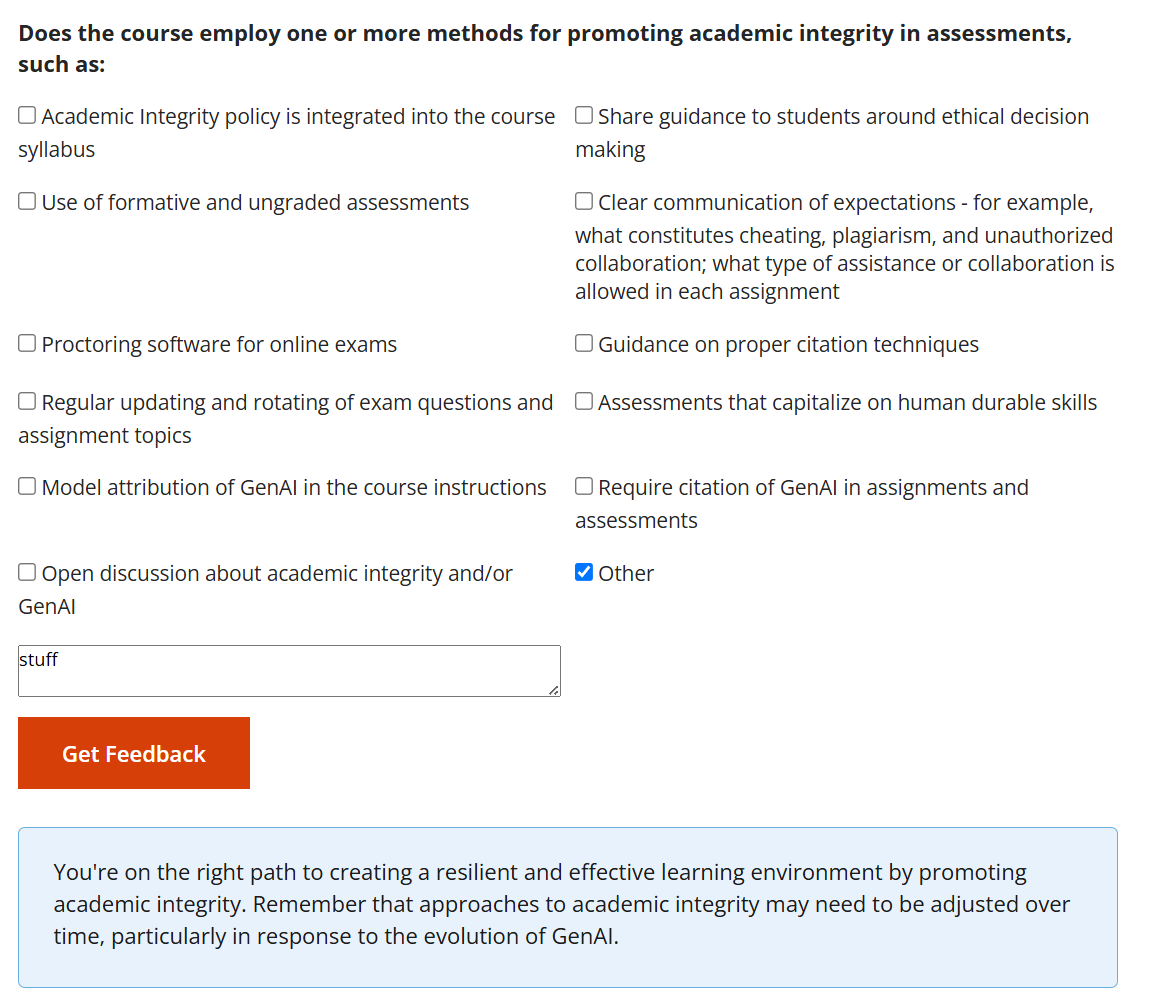 Does the course employ one or more methods for promoting academic integrity in assessments,
such as:
Academic Integrity policy is integrated into the course
syllabus
Share guidance to students around ethical decision
making
Use of formative and ungraded assessments
Clear communication of expectations - for example,
what constitutes cheating, plagiarism, and unauthorized
collaboration; what type of assistance or collaboration is
allowed in each assignment
Proctoring software for online exams
Guidance on proper citation techniques
Regular updating and rotating of exam questions and
assignment topics
Assessments that capitalize on human durable skills
Model attribution of GenAI in the course instructions
Require citation of GenAI in assignments and
assessments
Open discussion about academic integrity and/or
GenAI
Other
stuff
Get Feedback
You're on the right path to creating a resilient and effective learning environment by promoting
academic integrity. Remember that approaches to academic integrity may need to be adjusted over
time, particularly in response to the evolution of GenAI.